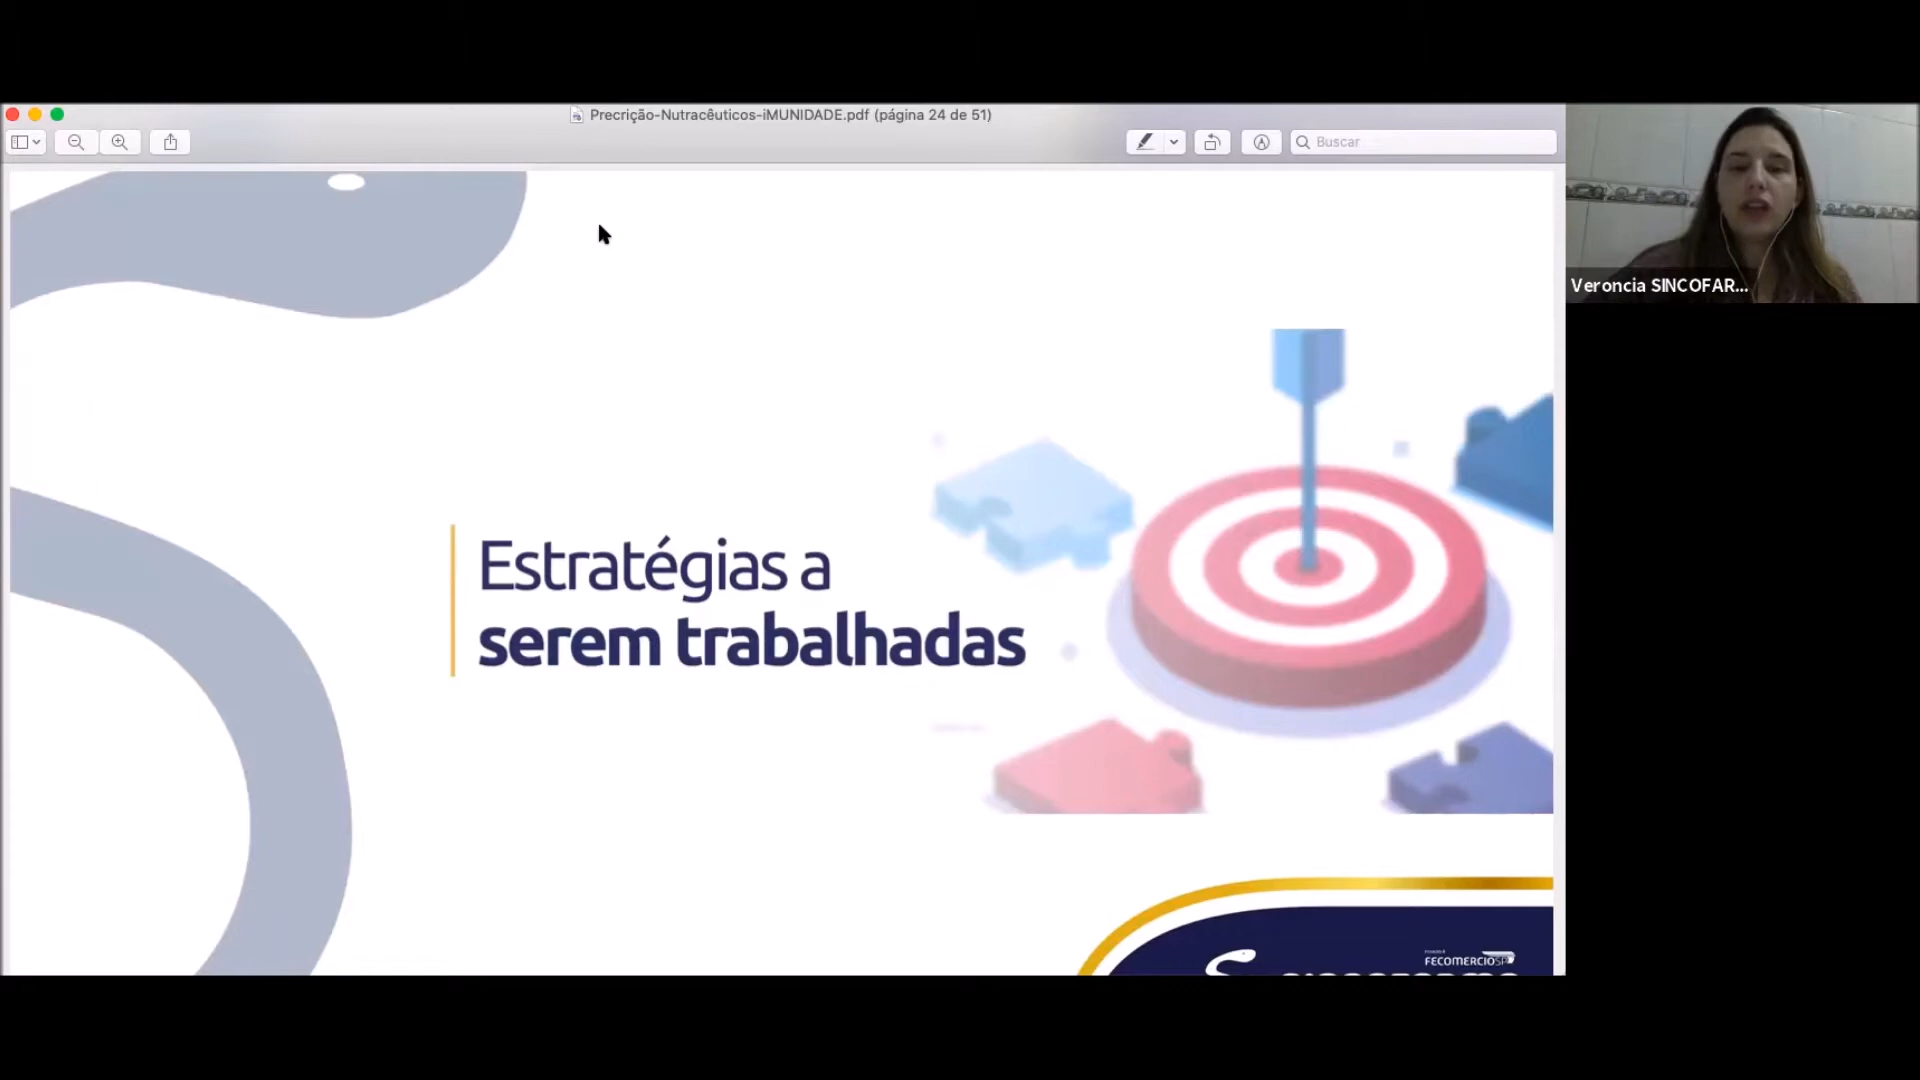 Precrição-Nutracêuticos-iMUNIDADE.pdf (página 24 de 51)
Buscar
Veroncia SINCOFAR...
Estratégias a
serem trabalhadas
FECOMERCIOSP